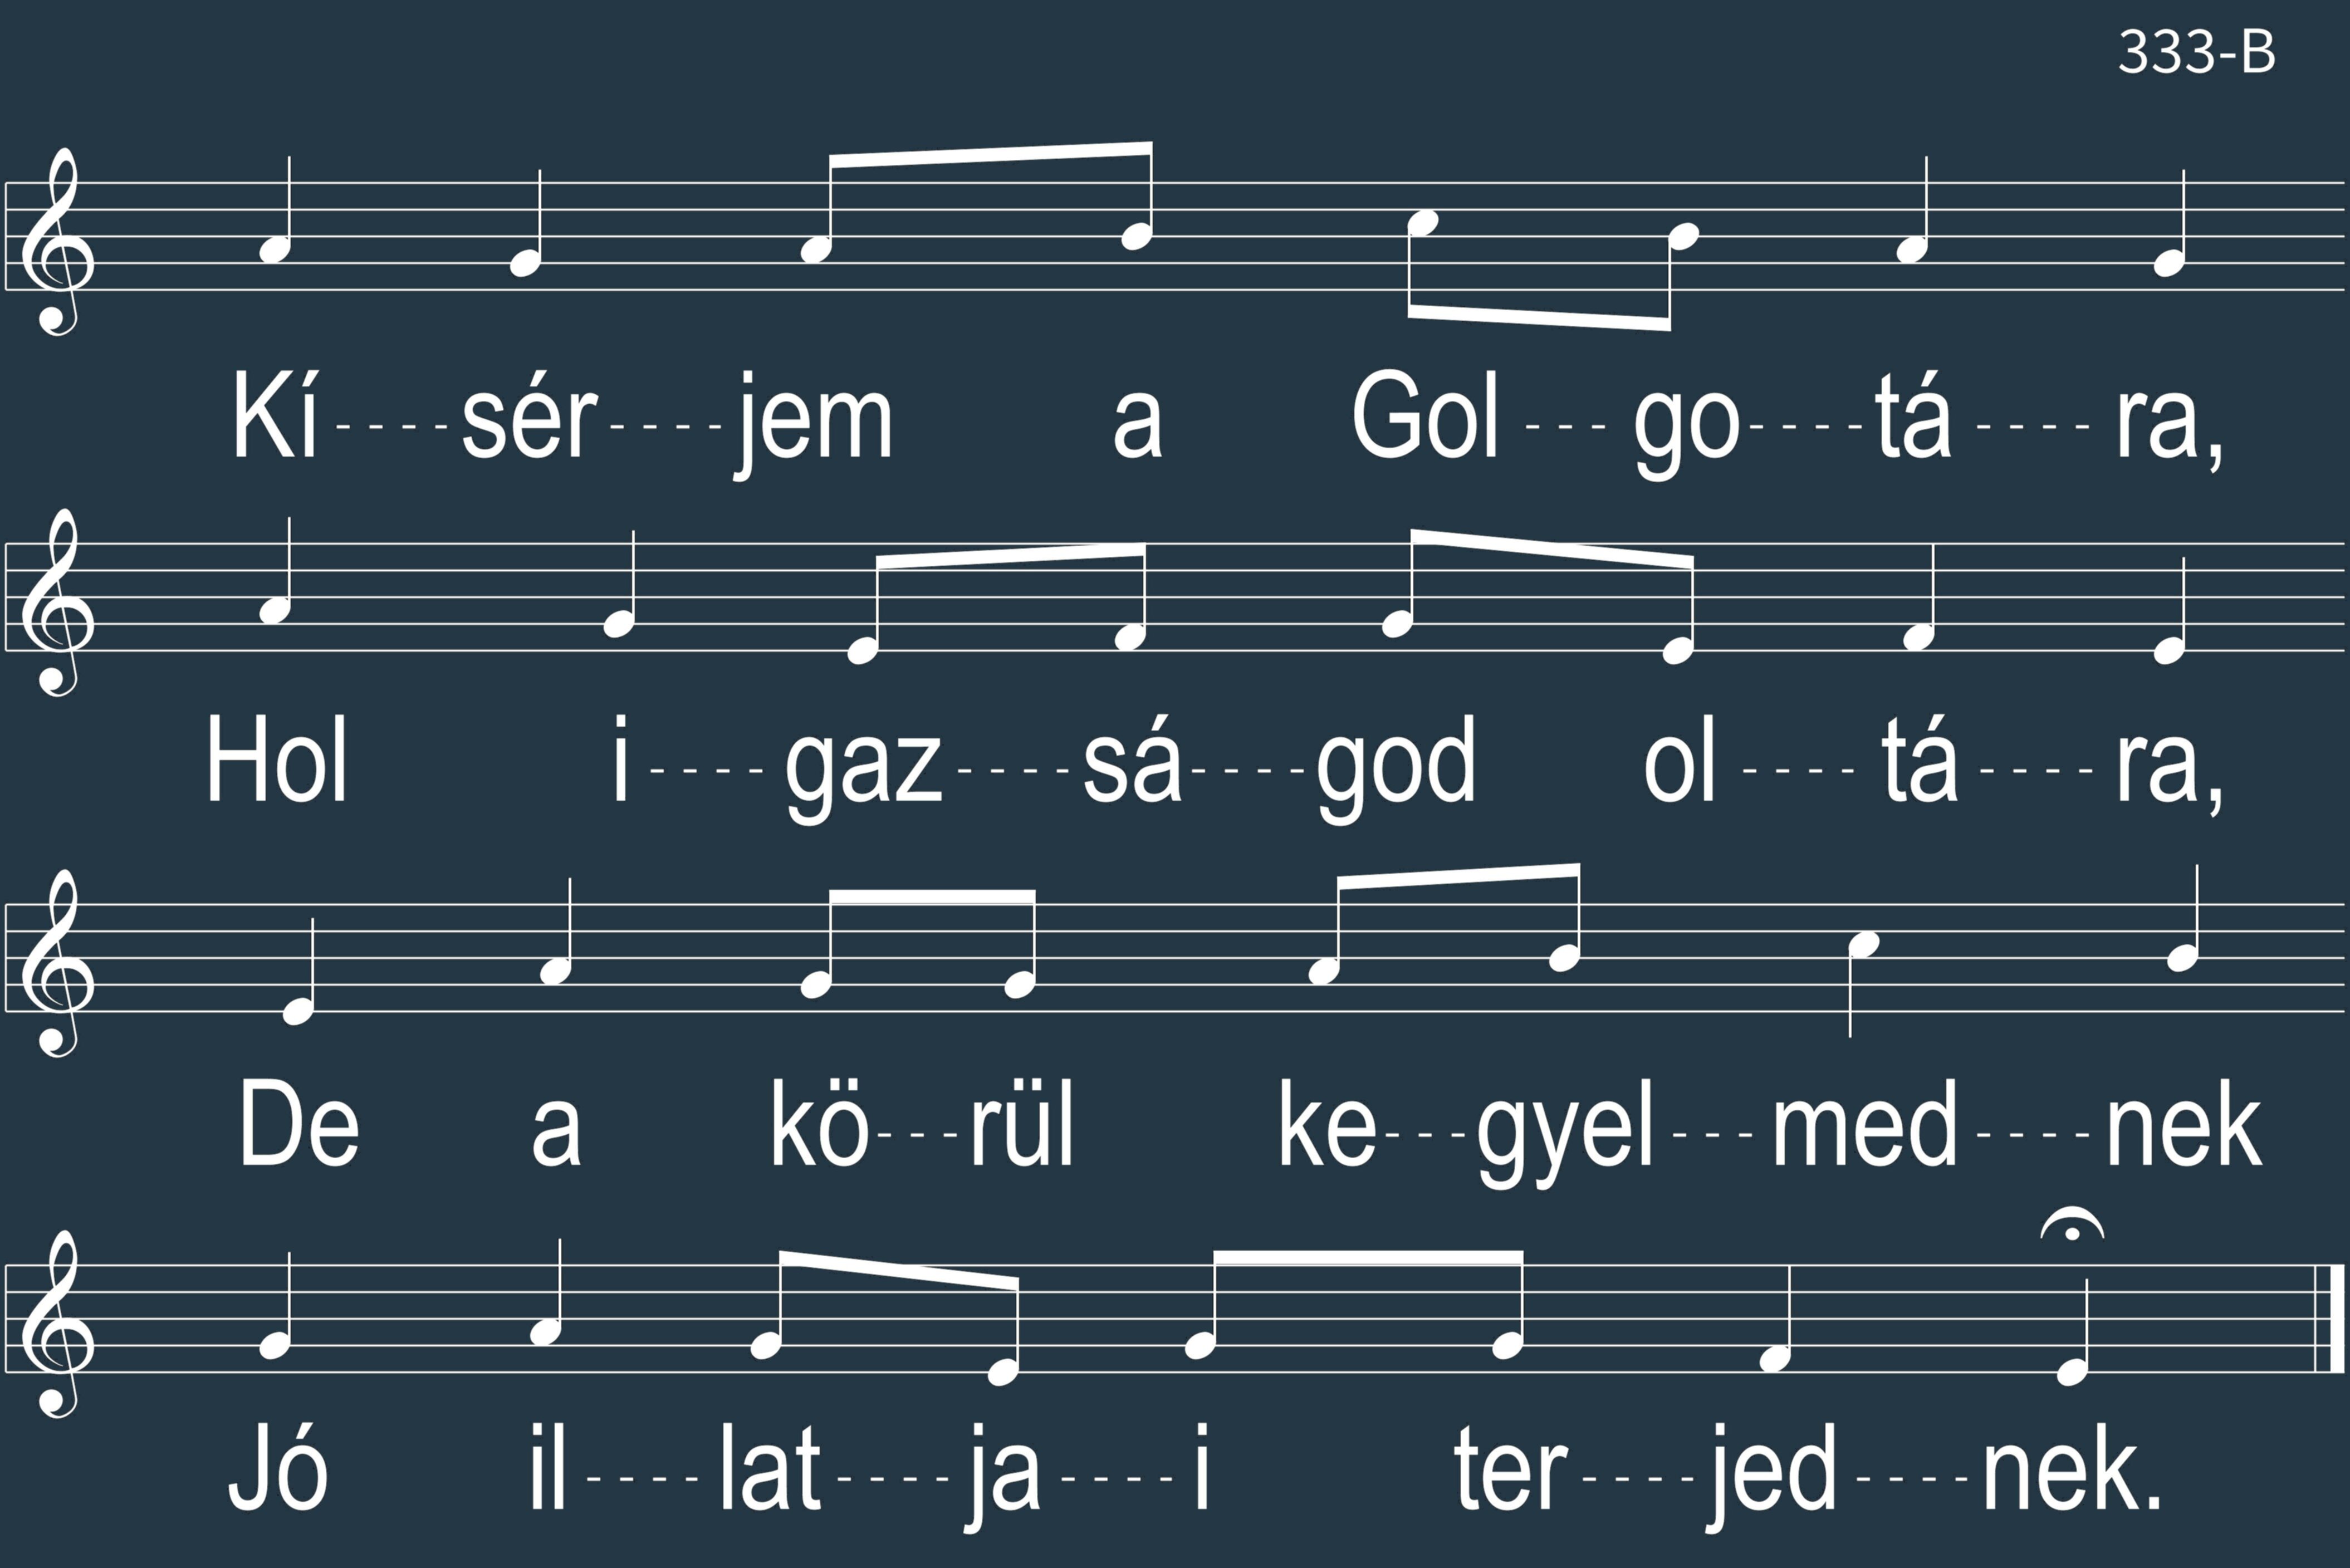 333-B
Kí----sér----jem a Gol---go----tá----ra,
Hol i----gaz----sá----god ol----tá----ra,
De a kö---rül ke---gyel---med----nek
Jó il----lat----ja----i ter----jed----nek.